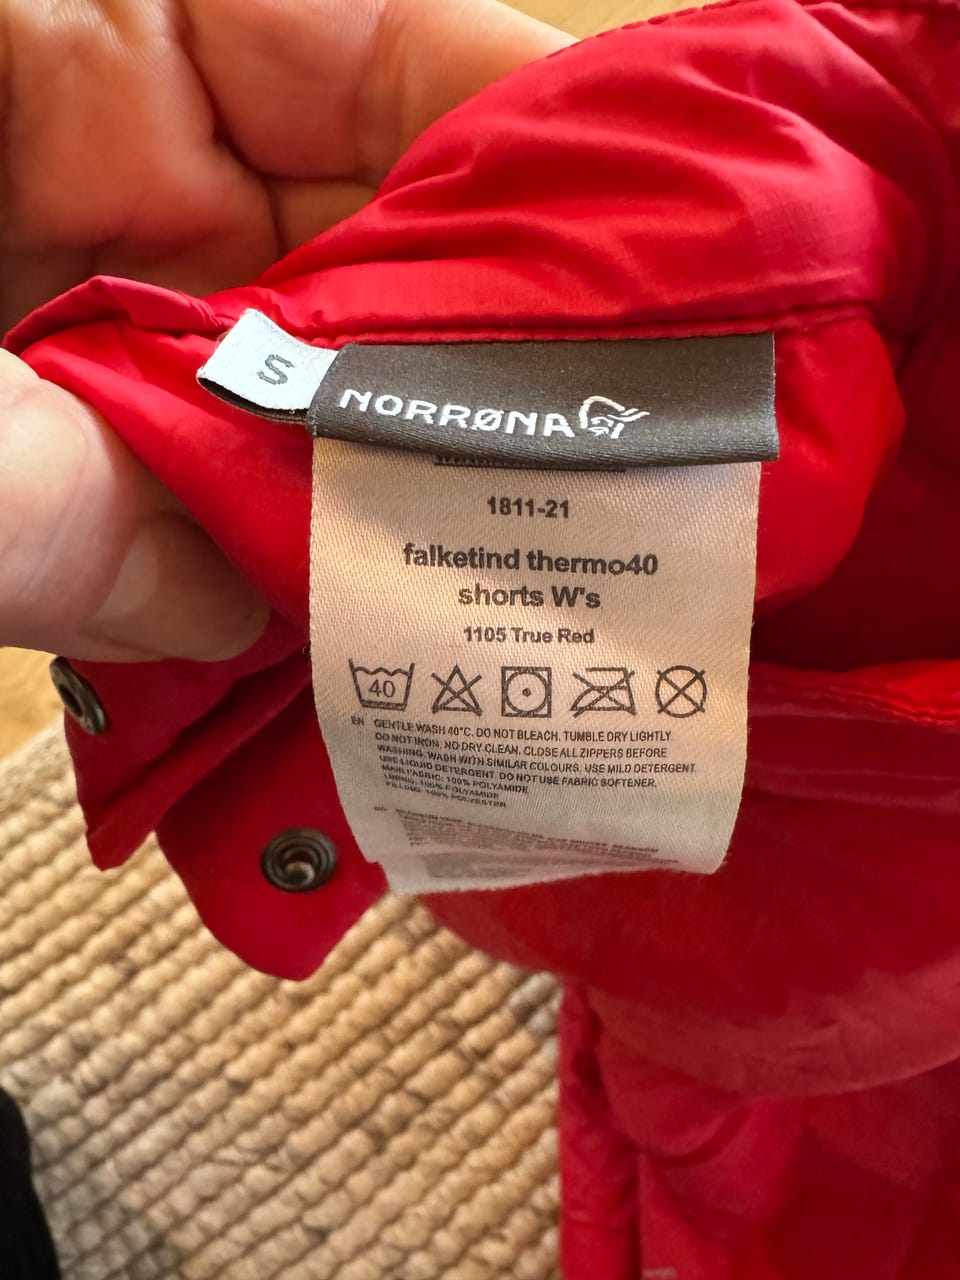 S
NORRØNA
1811-21
falketind thermo40
shorts W's
1105 True Red
40
EN GENTLE WASH 40°C. DO NOT BLEACH. TUMBLE DRY LIGHTLY.
DO NOT IRON. NO DRY CLEAN. CLOSE ALL ZIPPERS BEFORE
WASHING. WASH WITH SIMILAR COLOURS. USE MILD DETERGENT.
USE LIQUID DETERGENT. DO NOT USE FABRIC SOFTENER.
MAIN FABRIC: 100% POLYAMIDE
LINING: 100% POLYAMIDE
FILLING: 100% POLYESTER